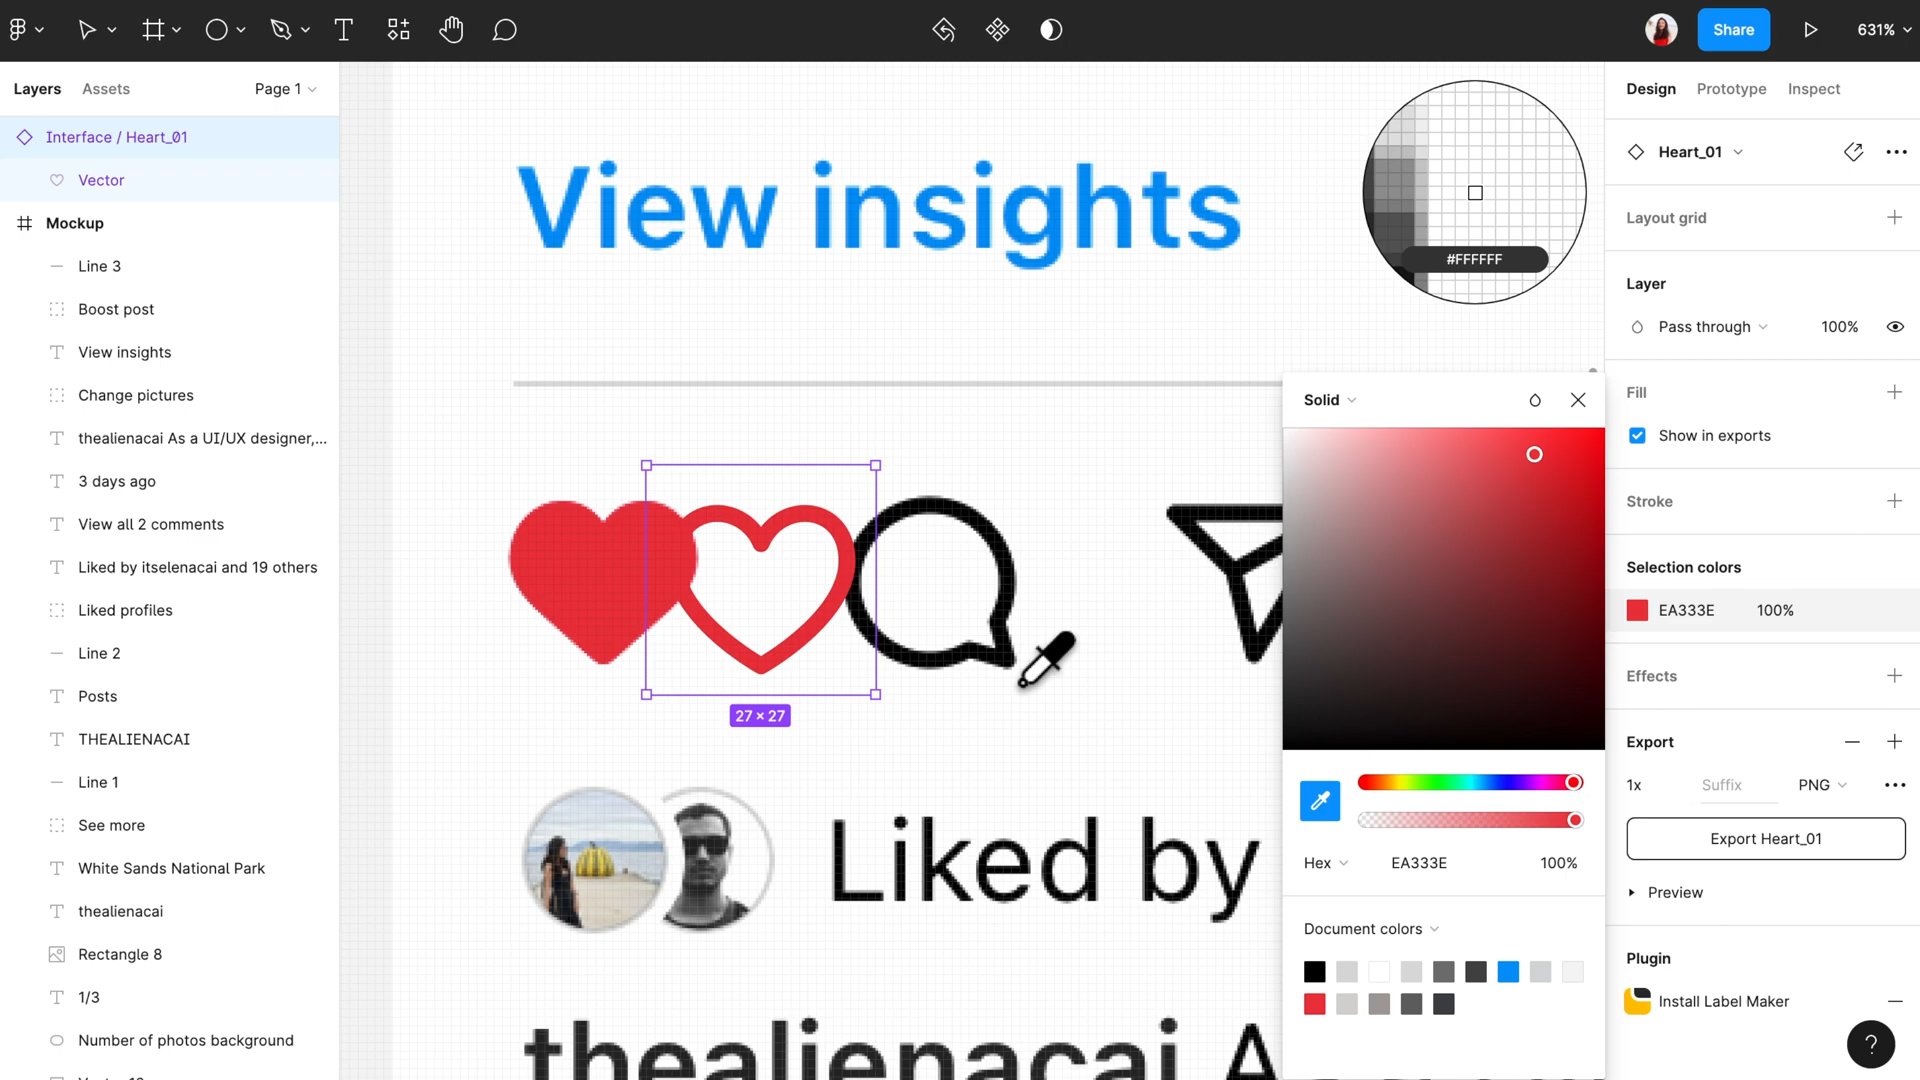 Share
631%
Layers
Assets
Page 1
Interface / Heart_01
Vector
Mockup
Line 3
Boost post
View insights
Change pictures
thealienacai As a UI/UX designer,...
3 days ago
View all 2 comments
Liked by itselenacai and 19 others
Liked profiles
Line 2
Posts
THEALIENACAI
Line 1
See more
White Sands National Park
thealienacai
Rectangle 8
1/3
Number of photos background
View insights
#FFFFFF
27 × 27
Liked by
thealienacai A
Solid
Hex
EA333E
100%
Document colors
Design
Prototype
Inspect
Heart_01
Layout grid
Layer
Pass through
100%
Fill
Show in exports
Stroke
Selection colors
EA333E
100%
Effects
Export
1x
Suffix
PNG
Export Heart_01
Preview
Plugin
Install Label Maker
?